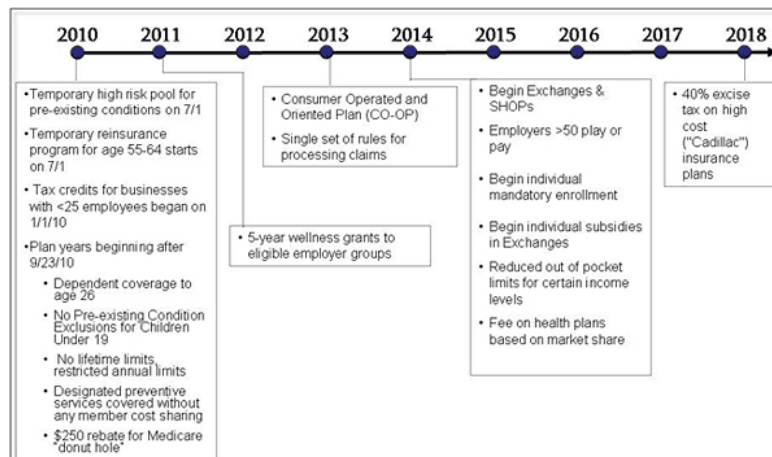 2010 2011 2012 2013 2014 2015 2016 2017 2018
•Temporary high risk pool for
pre-existing conditions on 7/1
•Temporary reinsurance
program for age 55-64 starts
on 7/1
• Tax credits for businesses
with <25 employees began on
1/1/10
•Plan years beginning after
9/23/10
• Dependent coverage to
age 26
• No Pre-existing Condition
Exclusions for Children
Under 19
• No lifetime limits,
restricted annual limits
• Designated preventive
services covered without
any member cost sharing
• $250 rebate for Medicare
"donut hole"
• 5-year wellness grants to
eligible employer groups
• Consumer Operated and
Oriented Plan (CO-OP)
• Single set of rules for
processing claims
• Begin Exchanges &
SHOPs
• Employers >50 play or
pay
• Begin individual
mandatory enrollment
• Begin individual subsidies
in Exchanges
• Reduced out of pocket
limits for certain income
levels
• Fee on health plans
based on market share
• 40% excise
tax on high
cost
("Cadillac")
insurance
plans